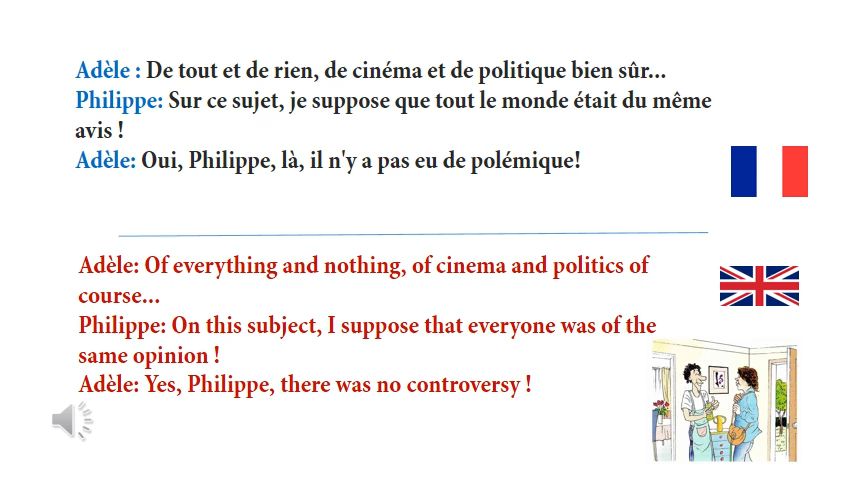 Adèle : De tout et de rien, de cinéma et de politique bien sûr...
Philippe: Sur ce sujet, je suppose que tout le monde était du même
avis !
Adèle: Oui, Philippe, là, il n'y a pas eu de polémique!
Adèle: Of everything and nothing, of cinema and politics of
course...
Philippe: On this subject, I suppose that everyone was of the
same opinion !
Adèle: Yes, Philippe, there was no controversy !